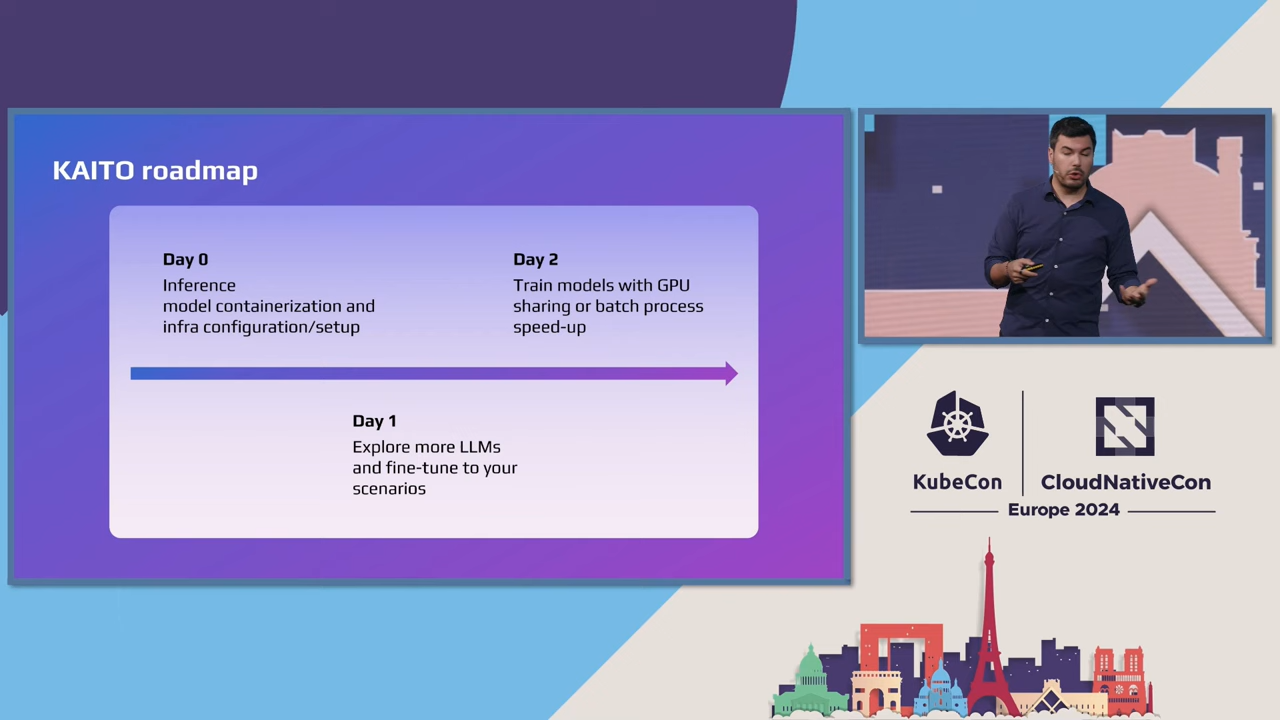 KAITO roadmap
Day 0
Inference
model containerization and
infra configuration/setup
Day 2
Train models with GPU
sharing or batch process
speed-up
Day 1
Explore more LLMs
and fine-tune to your
scenarios
KubeCon
CloudNativeCon
Europe 2024